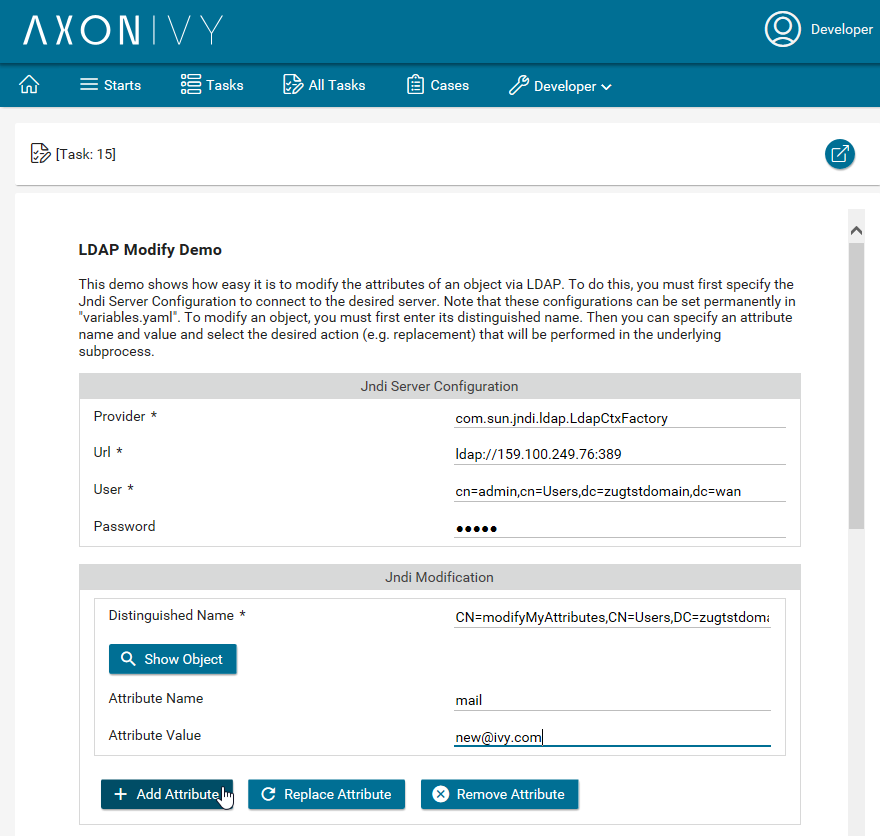 AXONIVY
Developer
Starts
Tasks
All Tasks
Cases
Developer
[Task: 15]
LDAP Modify Demo
This demo shows how easy it is to modify the attributes of an object via LDAP. To do this, you must first specify the
Jndi Server Configuration to connect to the desired server. Note that these configurations can be set permanently in
"variables.yaml". To modify an object, you must first enter its distinguished name. Then you can specify an attribute
name and value and select the desired action (e.g. replacement) that will be performed in the underlying
subprocess.
Jndi Server Configuration
Provider * com.sun.jndi.ldap.LdapCtxFactory
Url * ldap://159.100.249.76:389
User * cn=admin,cn=Users,dc=zugtstdomain,dc=wan
Password ●●●●●
Jndi Modification
Distinguished Name * CN=modifyMyAttributes,CN=Users,DC=zugtstdoma
Show Object
Attribute Name mail
Attribute Value new@ivy.com
Add Attribute Replace Attribute Remove Attribute